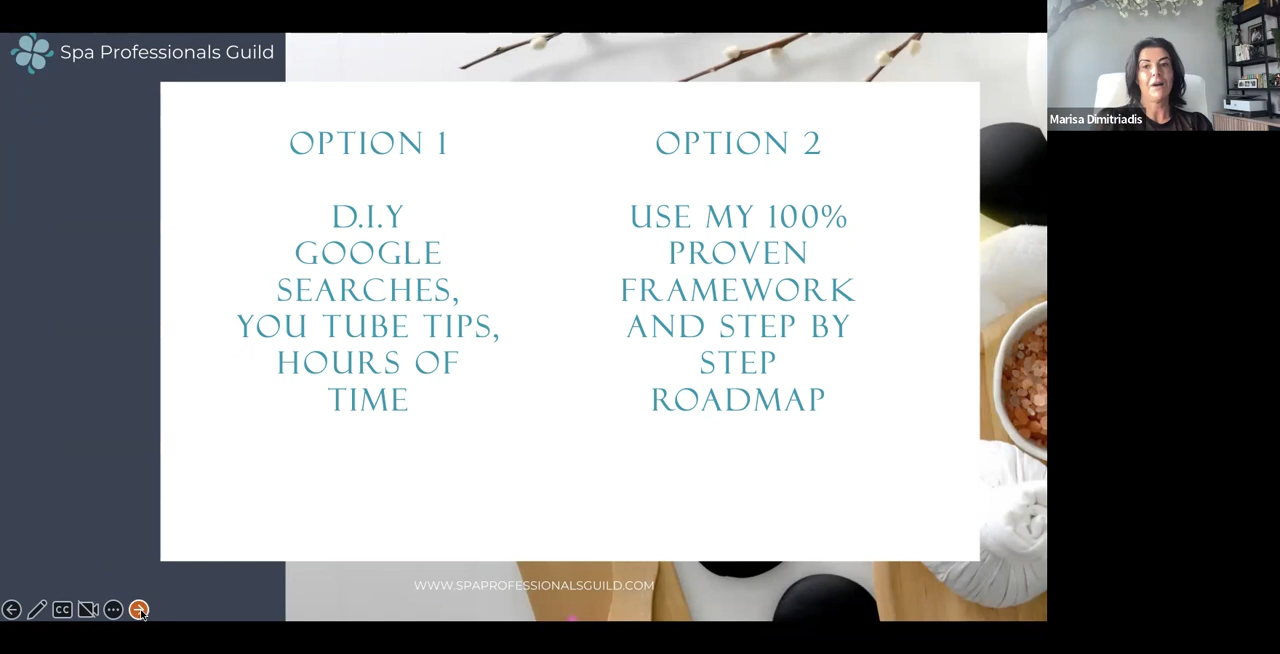 Spa Professionals Guild
Marisa Dimitriadis
OPTION 1
D.I.Y
GOOGLE
SEARCHES,
YOU TUBE TIPS,
HOURS OF
TIME
OPTION 2
USE MY 100%
PROVEN
FRAMEWORK
AND STEP BY
STEP
ROADMAP
WWW.SPAPROFESSIONALSGUILD.COM
CC